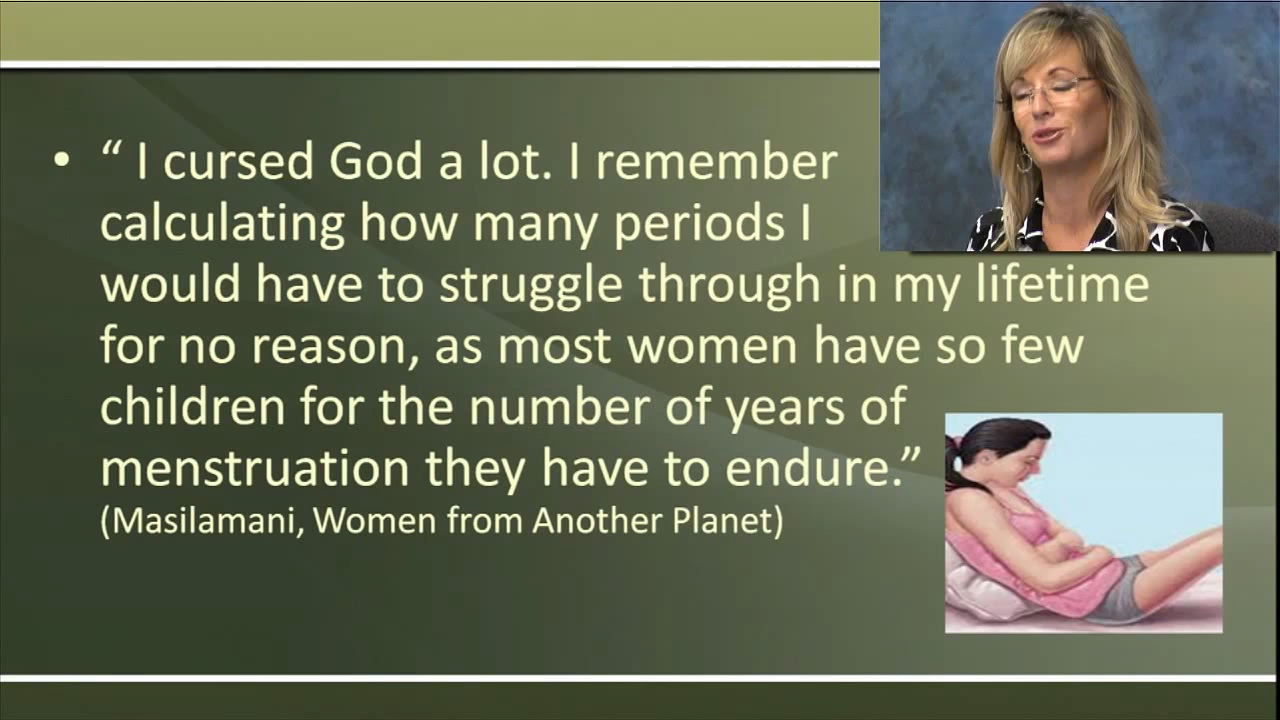 • “ I cursed God a lot. I remember
calculating how many periods I
would have to struggle through in my lifetime
for no reason, as most women have so few
children for the number of years of
menstruation they have to endure.”
(Masilamani, Women from Another Planet)